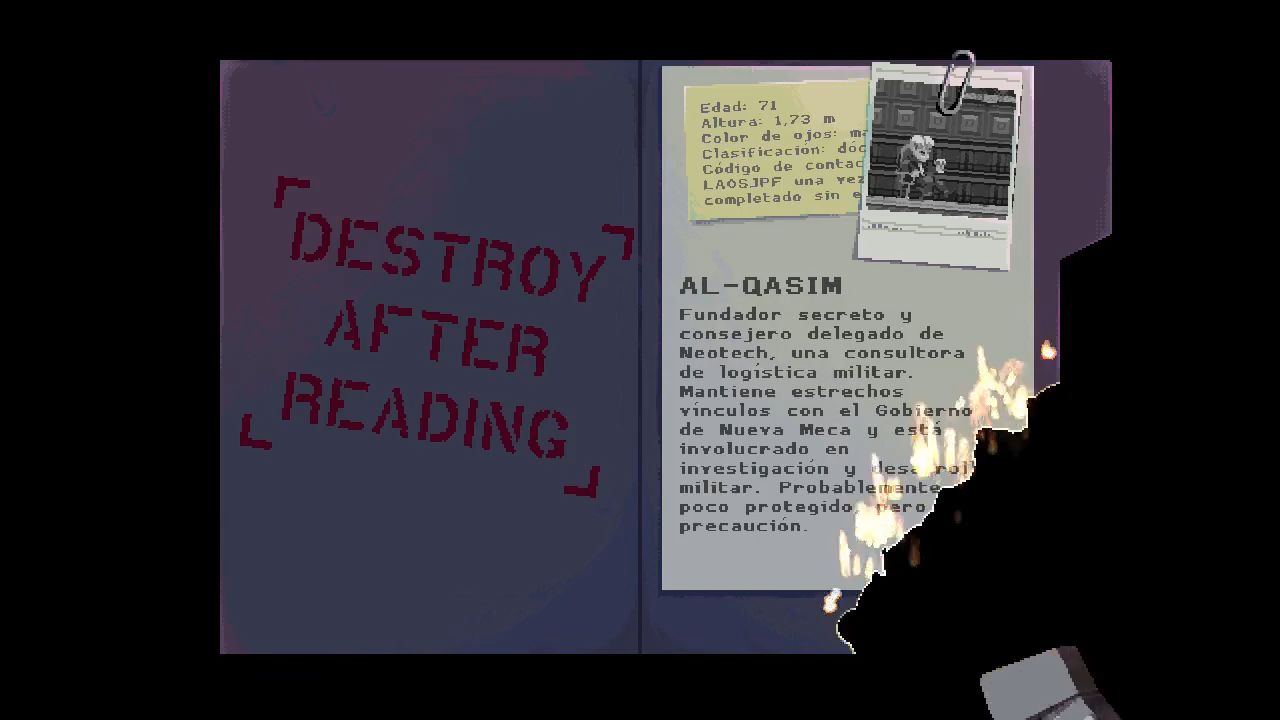 DESTROY
AFTER
READING
Edad: 71
Altura: 1,73 m
Color de ojos:
Clasificación:
Código de
LAOSJPF una vez
completado sin
AL-QASIM
Fundador secreto y
consejero delegado de
Neotech, una consultora
de logística militar.
Mantiene estrechos
vínculos con el Gobierno
de Nueva Meca y está
involucrado en
investigación y
militar. Probablemente
poco protegido, pero
precaución.